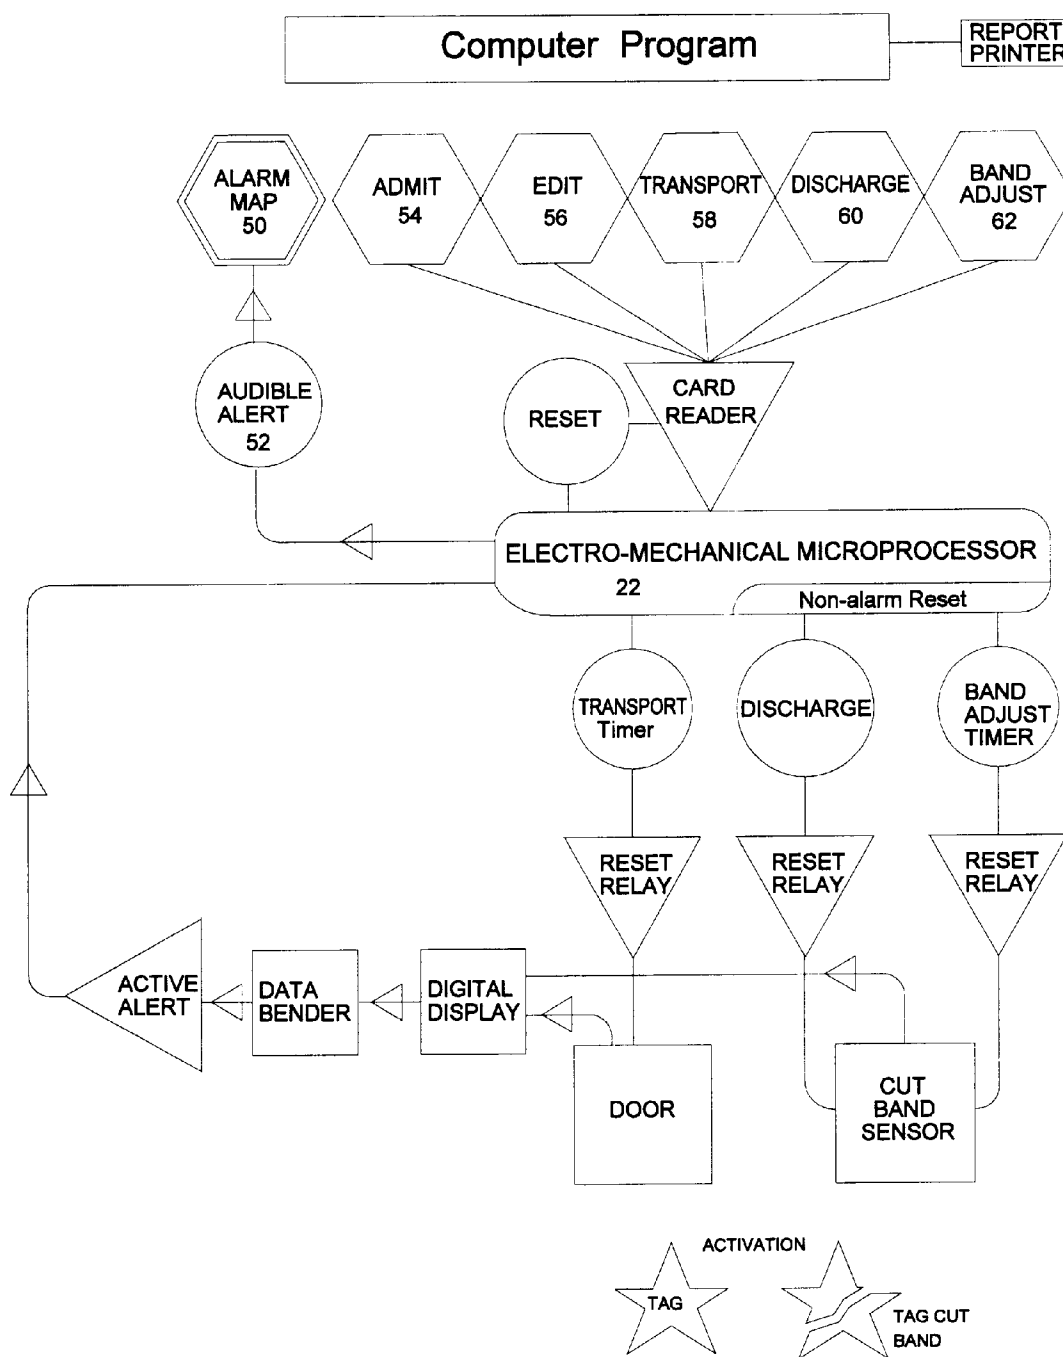 Computer Program
REPORT
PRINTER
ALARM
MAP
50
ADMIT
54
EDIT
56
TRANSPORT
58
DISCHARGE
60
BAND
ADJUST
62
AUDIBLE
ALERT
52
RESET
CARD
READER
ELECTRO-MECHANICAL MICROPROCESSOR
22
Non-alarm Reset
TRANSPORT
Timer
DISCHARGE
BAND
ADJUST
TIMER
RESET
RELAY
RESET
RELAY
RESET
RELAY
ACTIVE
ALERT
DATA
BENDER
DIGITAL
DISPLAY
DOOR
CUT
BAND
SENSOR
ACTIVATION
TAG
TAG CUT
BAND